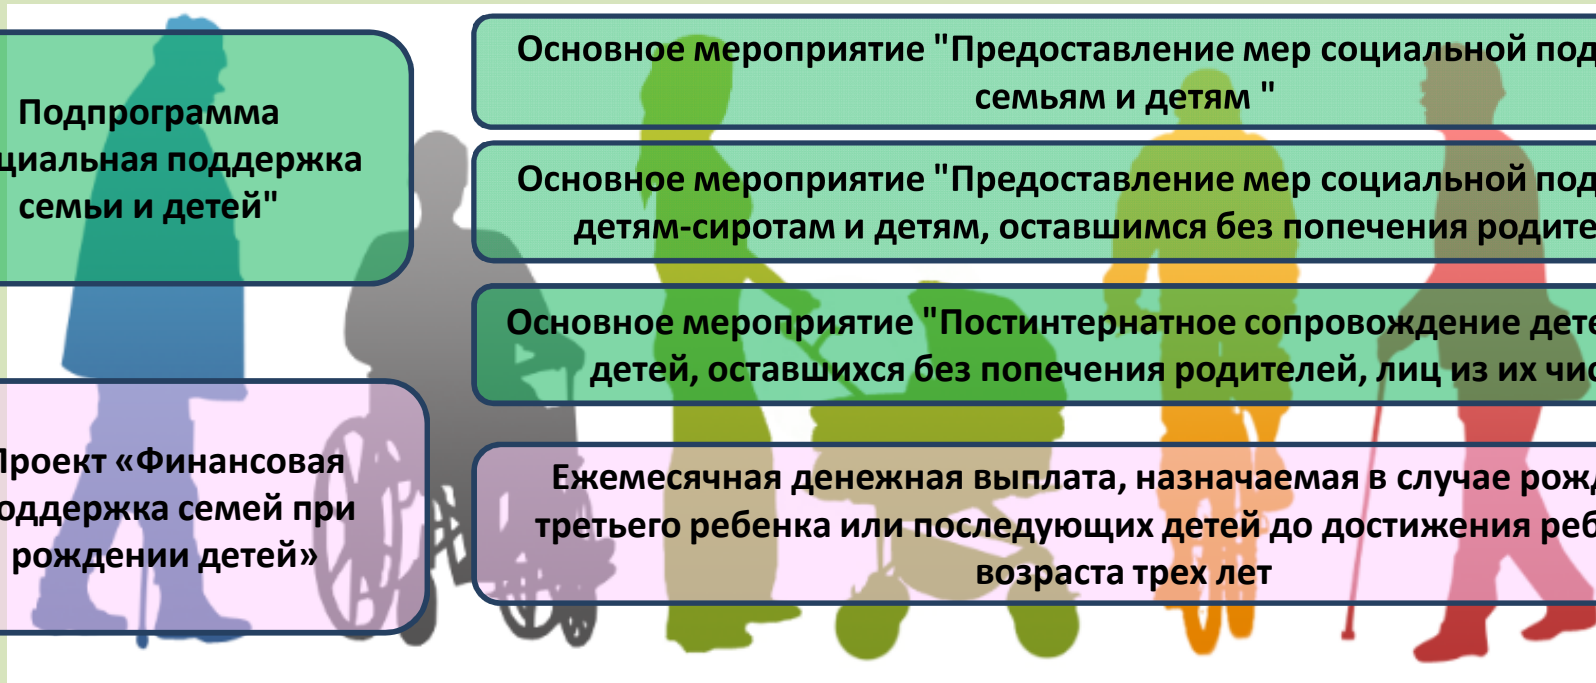 Подпрограмма
циальная поддержка
семьи и детей"
Основное мероприятие "Предоставление мер социальной под
семьям и детям "
Основное мероприятие "Предоставление мер социальной под
детям-сиротам и детям, оставшимся без попечения родите
Основное мероприятие "Постинтернатное сопровождение дете
детей, оставшихся без попечения родителей, лиц из их чис
Проект «Финансовая
оддержка семей при
рождении детей»
Ежемесячная денежная выплата, назначаемая в случае рожд
третьего ребенка или последующих детей до достижения реб
возраста трех лет